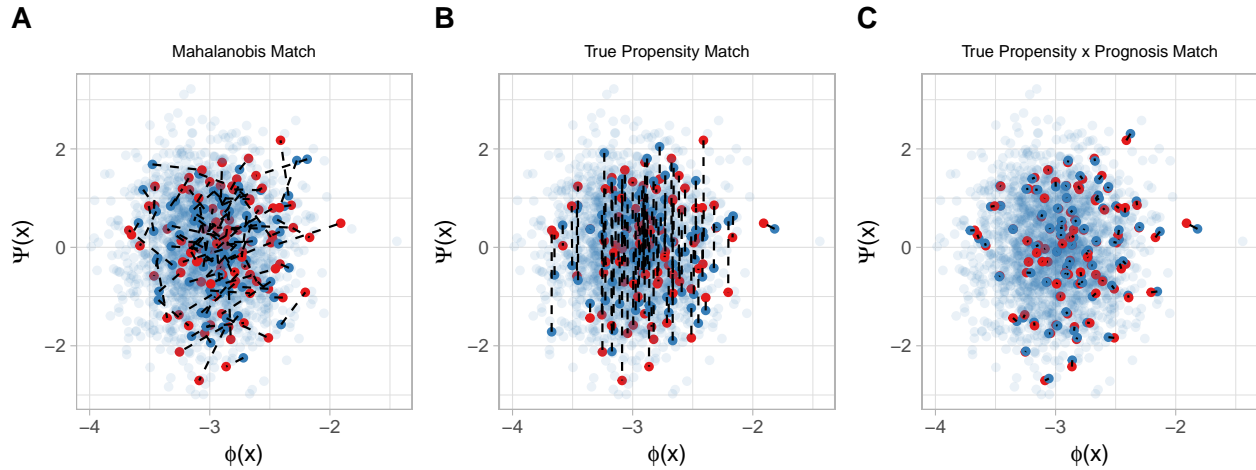 A
B
C
Mahalanobis Match
True Propensity Match
True Propensity x Prognosis Match
Ψ(x)
2
0
−2
−4
−3
−2
ϕ(x)
Ψ(x)
2
0
−2
−4
−3
−2
ϕ(x)
Ψ(x)
2
0
−2
−4
−3
−2
ϕ(x)